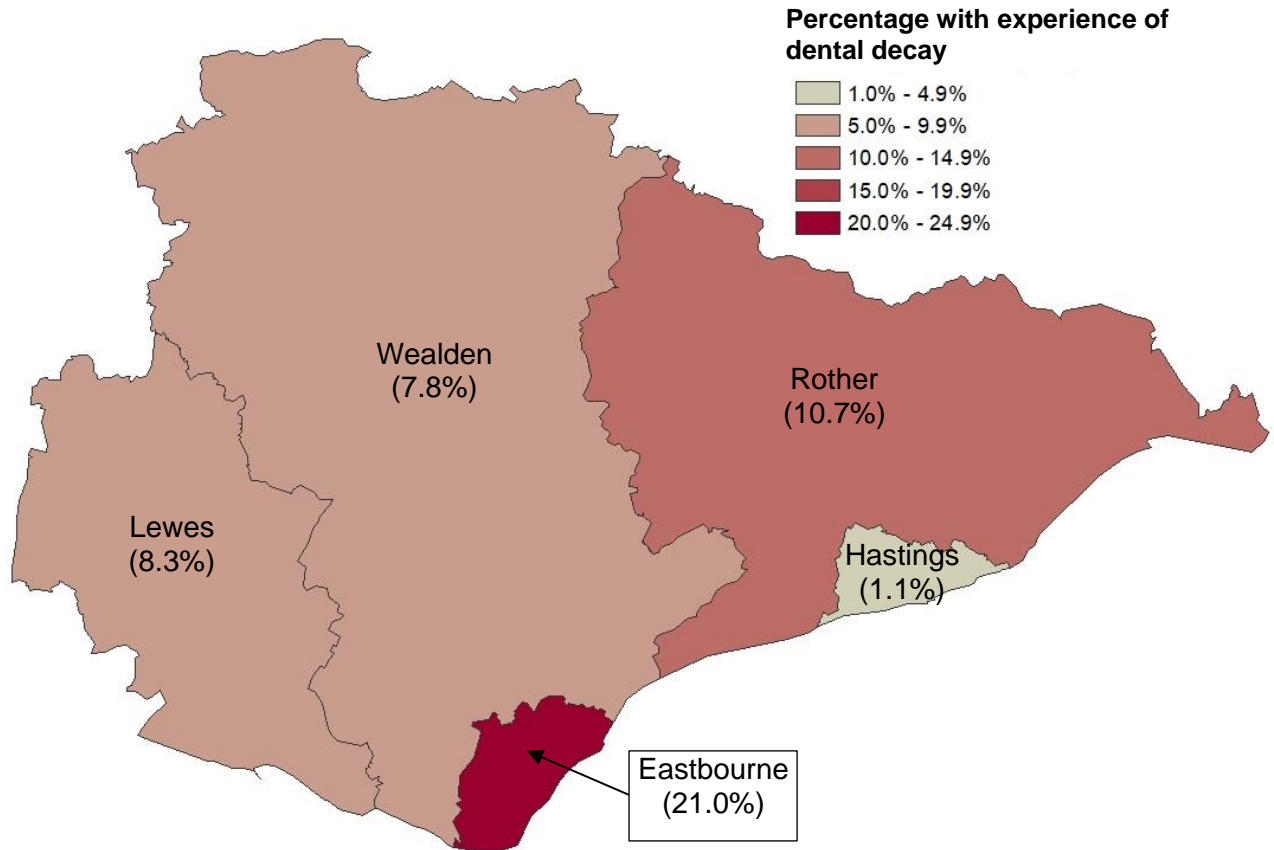 Percentage with experience of
dental decay
1.0% - 4.9%
5.0% - 9.9%
10.0% - 14.9%
15.0% - 19.9%
20.0% - 24.9%
Wealden
(7.8%)
Rother
(10.7%)
Lewes
(8.3%)
Hastings
(1.1%)
Eastbourne
(21.0%)